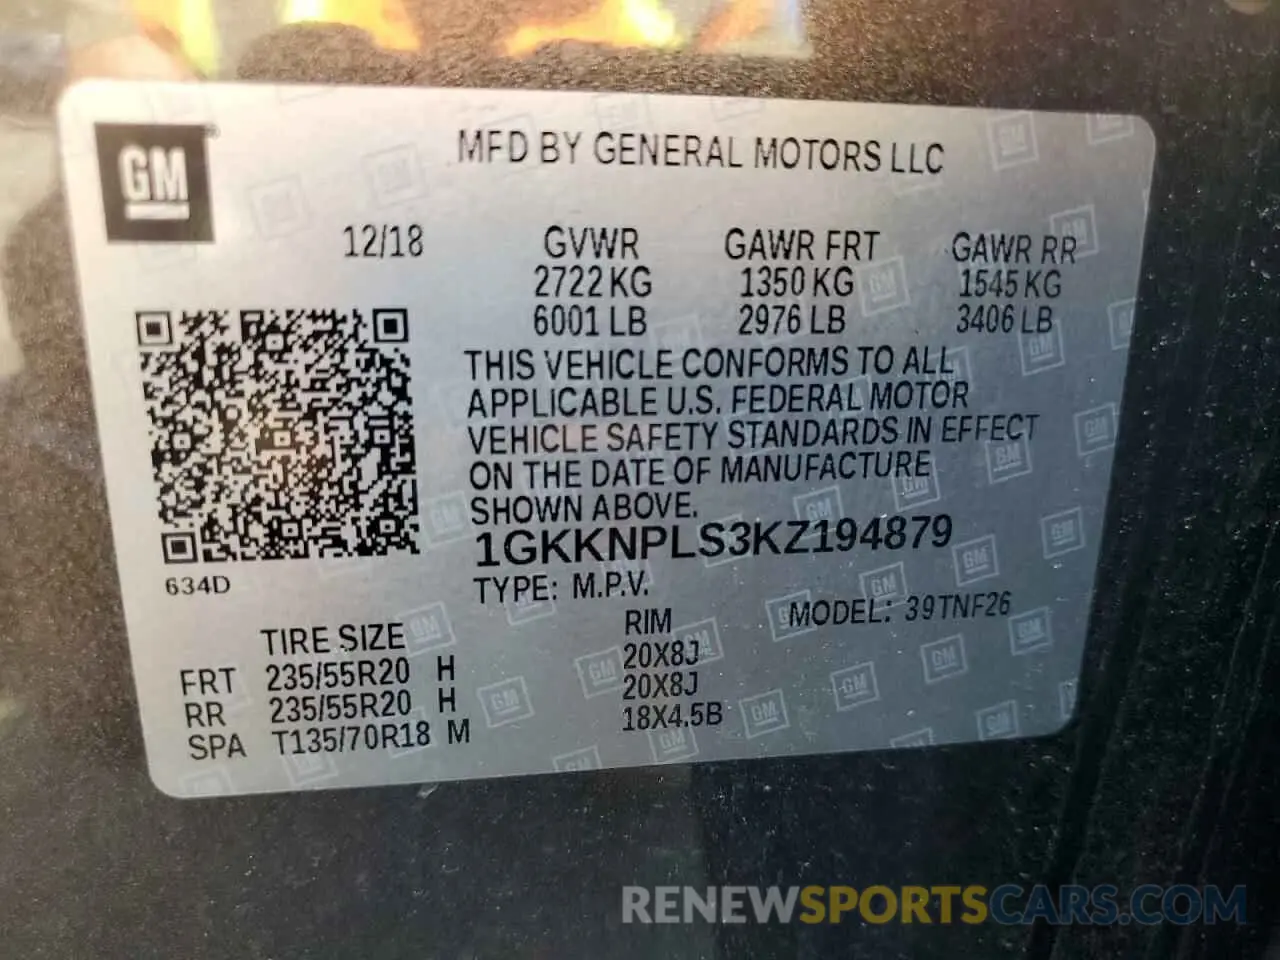 GM
MFD BY GENERAL MOTORS LLC
12/18 GVWR GAWR FRT GAWR RR
2722 KG 1350 KG 1545 KG
6001 LB 2976 LB 3406 LB
THIS VEHICLE CONFORMS TO ALL
APPLICABLE U.S. FEDERAL MOTOR
VEHICLE SAFETY STANDARDS IN EFFECT
ON THE DATE OF MANUFACTURE
SHOWN ABOVE.
1GKKNPLS3KZ194879
634D
TYPE: M.P.V. MODEL: 39TNF26
TIRE SIZE RIM
FRT 235/55R20 H 20X8J
RR 235/55R20 H 20X8J
SPA T135/70R18 M 18X4.5B
RENEWSPORTSCARS.COM